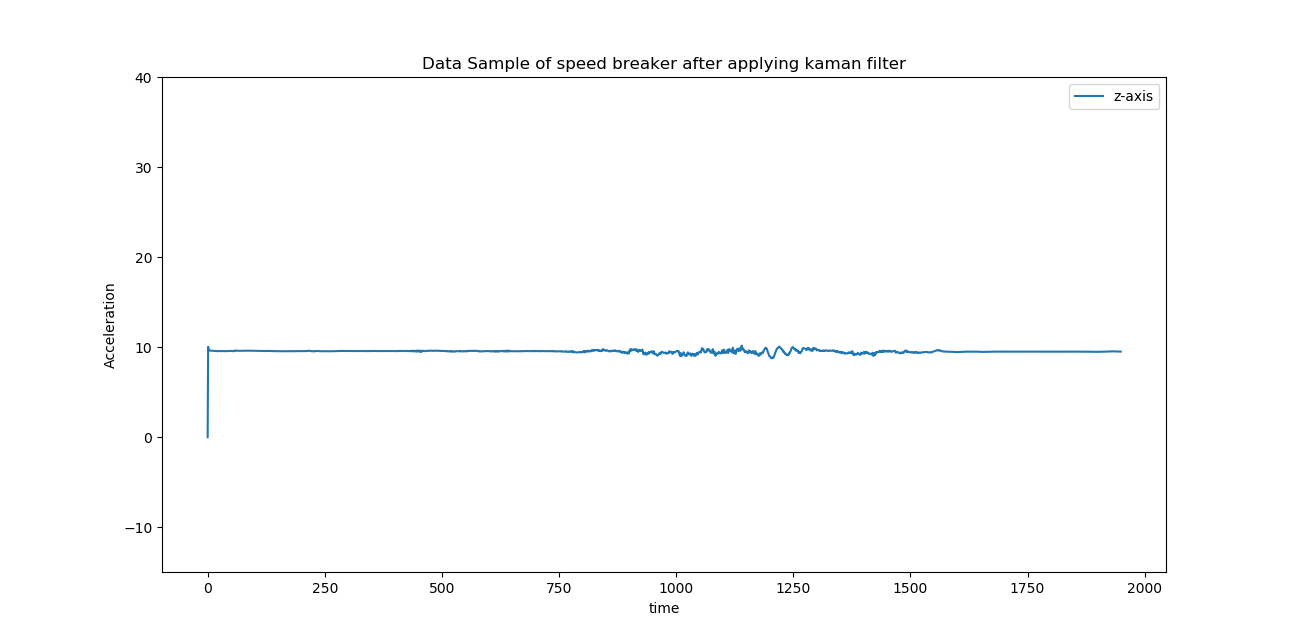 Data Sample of speed breaker after applying kaman filter
z-axis
40
30
20
10
0
−10
Acceleration
0 250 500 750 1000 1250 1500 1750 2000
time